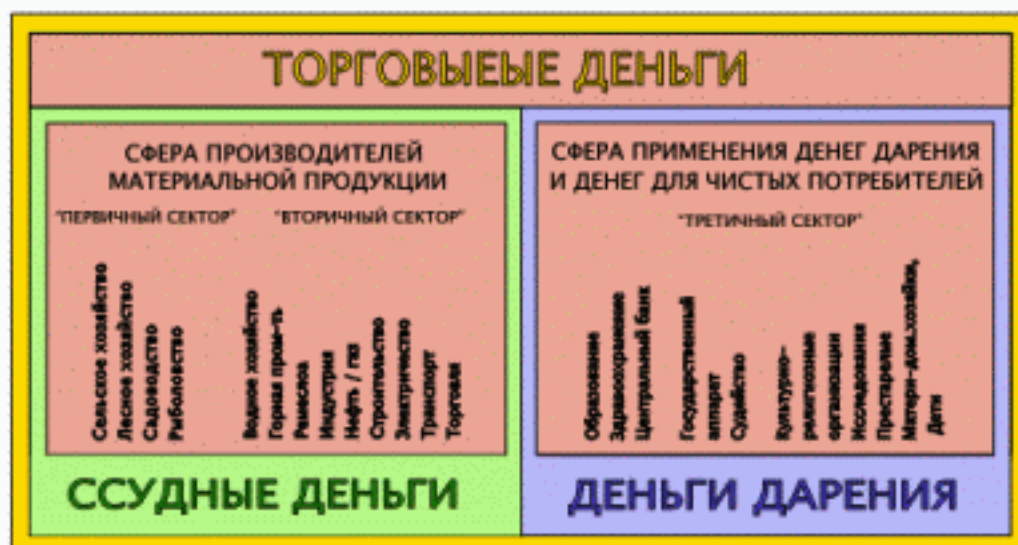 ТОРГОВЫЕЫЕ ДЕНЬГИ
СФЕРА ПРОИЗВОДИТЕЛЕЙ
МАТЕРИАЛЬНОЙ ПРОДУКЦИИ
"ПЕРВИЧНЫЙ СЕКТОР"
"ВТОРИЧНЫЙ СЕКТОР"
Сельское хозяйство
Лесное хозяйство
Садоводство
Рыболовство
Водное хозяйство
Горная пром-ть
Ремесла
Индустрия
Нефть / газ
Строительство
Электричество
Транспорт
Торговля
ССУДНЫЕ ДЕНЬГИ
СФЕРА ПРИМЕНЕНИЯ ДЕНЕГ ДАРЕНИЯ
И ДЕНЕГ ДЛЯ ЧИСТЫХ ПОТРЕБИТЕЛЕЙ
"ТРЕТИЧНЫЙ СЕКТОР"
Образование
Здравоохранение
Центральный банк
Государственный
аппарат
Судейство
Культурно-
религиозные
организации
Исследования
Престарелые
Матери-дом.хозяйки,
Дети
ДЕНЬГИ ДАРЕНИЯ